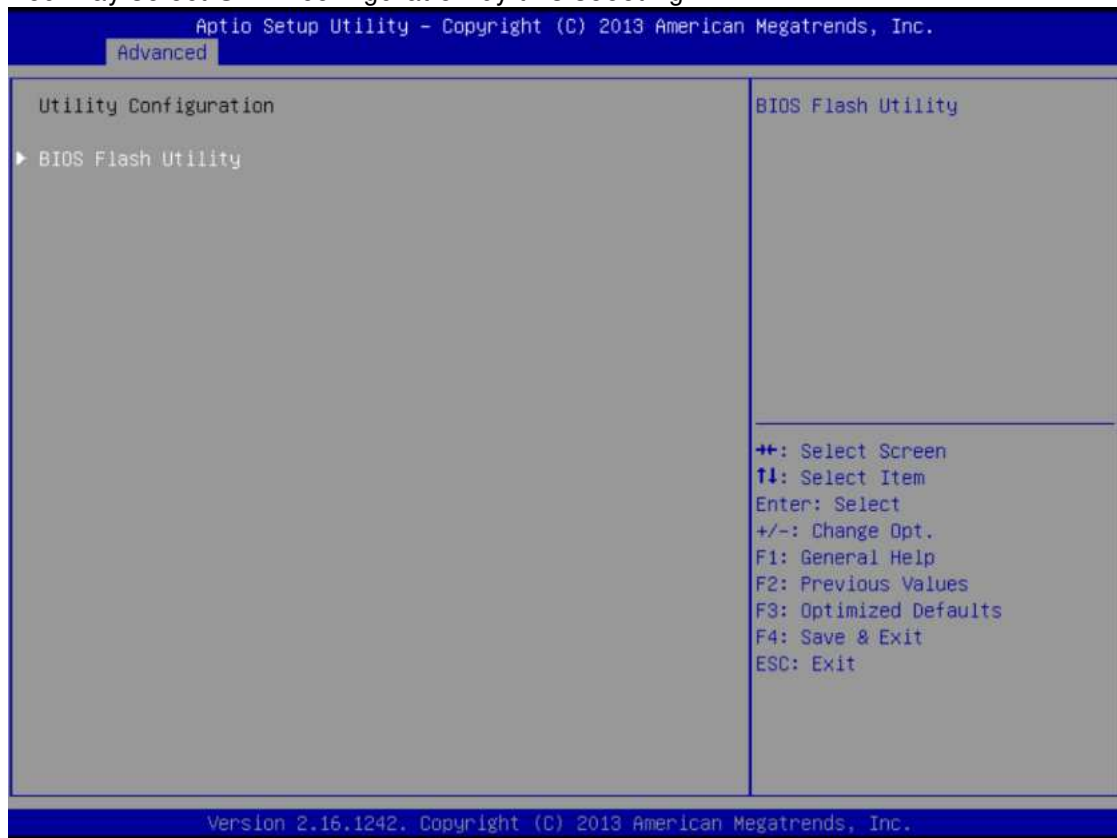 Aptio Setup Utility – Copyright (C) 2013 American Megatrends, Inc.
Advanced
Utility Configuration
▶ BIOS Flash Utility
BIOS Flash Utility
→←: Select Screen
↑↓: Select Item
Enter: Select
+/-: Change Opt.
F1: General Help
F2: Previous Values
F3: Optimized Defaults
F4: Save & Exit
ESC: Exit
Version 2.16.1242. Copyright (C) 2013 American Megatrends, Inc.